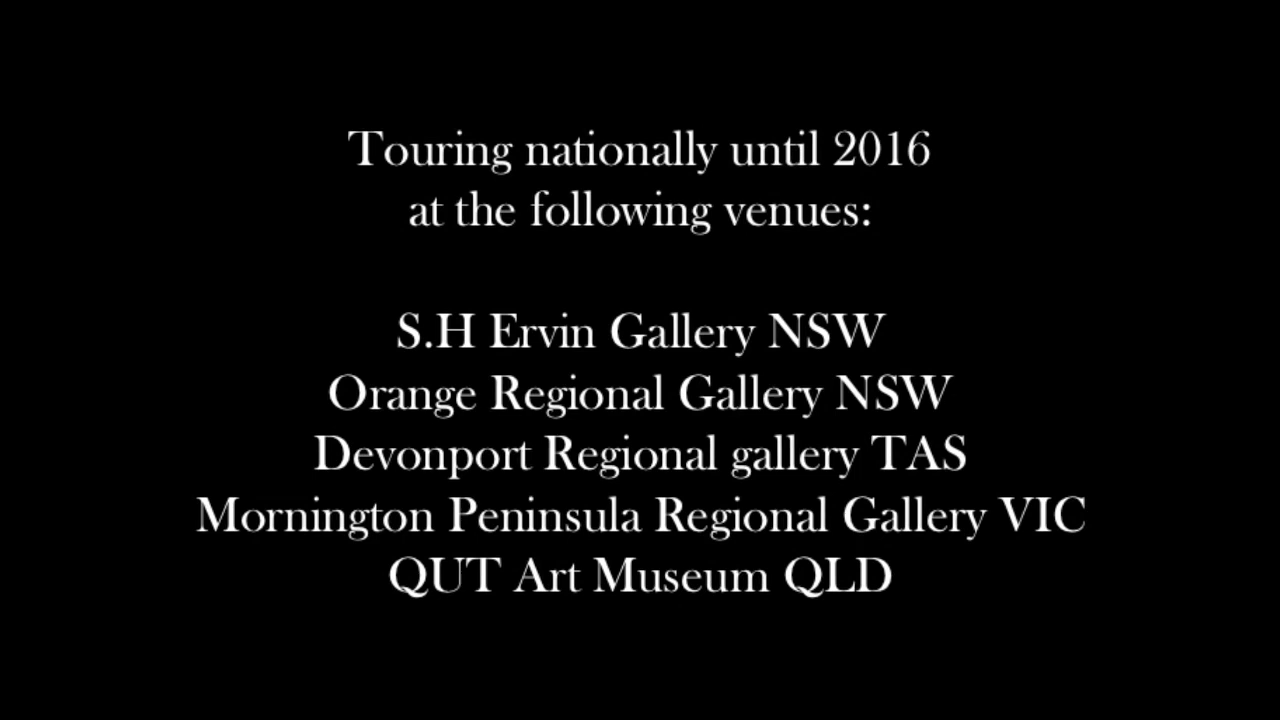 Touring nationally until 2016
at the following venues:
S.H Ervin Gallery NSW
Orange Regional Gallery NSW
Devonport Regional gallery TAS
Mornington Peninsula Regional Gallery VIC
QUT Art Museum QLD